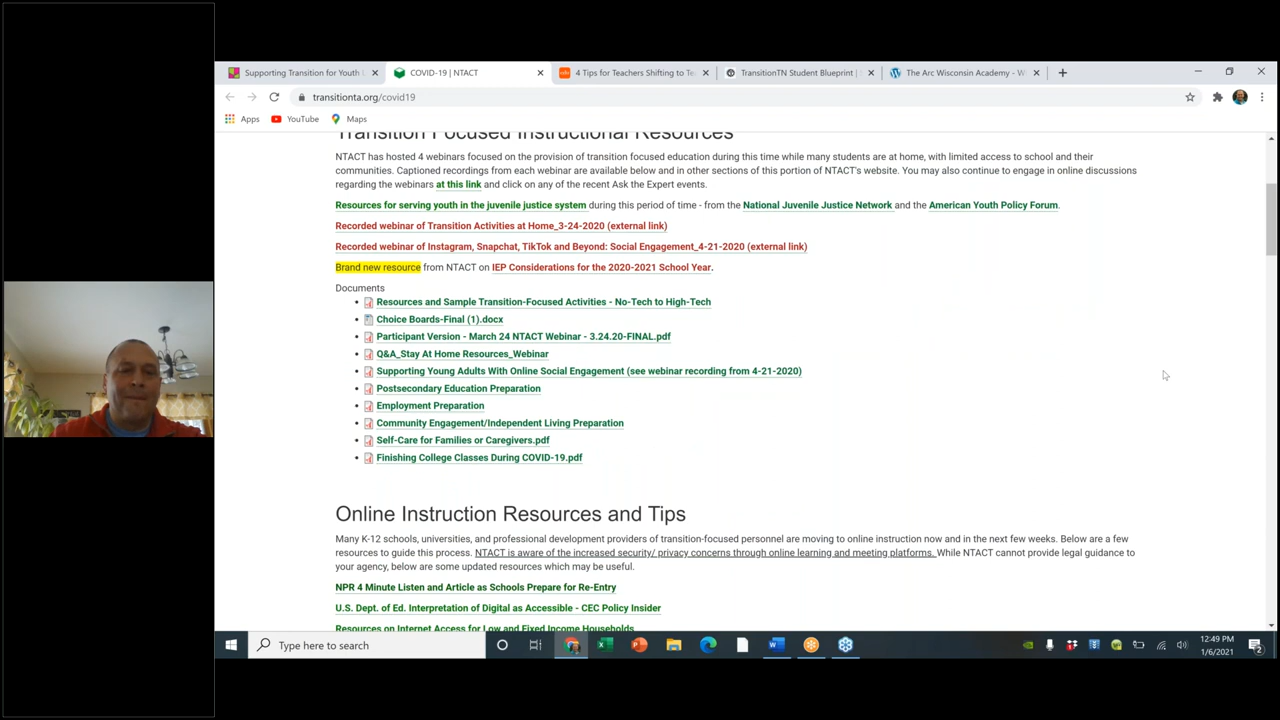 Supporting Transition for Youth
COVID-19 | NTACT
4 Tips for Teachers Shifting to Te
TransitionTN Student Blueprint |
The Arc Wisconsin Academy - W
transitionta.org/covid19
Apps
YouTube
Maps
Transition Focused Instructional Resources
NTACT has hosted 4 webinars focused on the provision of transition focused education during this time while many students are at home, with limited access to school and their
communities. Captioned recordings from each webinar are available below and in other sections of this portion of NTACT's website. You may also continue to engage in online discussions
regarding the webinars at this link and click on any of the recent Ask the Expert events.
Resources for serving youth in the juvenile justice system during this period of time - from the National Juvenile Justice Network and the American Youth Policy Forum.
Recorded webinar of Transition Activities at Home_3-24-2020 (external link)
Recorded webinar of Instagram, Snapchat, TikTok and Beyond: Social Engagement_4-21-2020 (external link)
Brand new resource from NTACT on IEP Considerations for the 2020-2021 School Year.
Documents
• Resources and Sample Transition-Focused Activities - No-Tech to High-Tech
• Choice Boards-Final (1).docx
• Participant Version - March 24 NTACT Webinar - 3.24.20-FINAL.pdf
• Q&A_Stay At Home Resources_Webinar
• Supporting Young Adults With Online Social Engagement (see webinar recording from 4-21-2020)
• Postsecondary Education Preparation
• Employment Preparation
• Community Engagement/Independent Living Preparation
• Self-Care for Families or Caregivers.pdf
• Finishing College Classes During COVID-19.pdf
Online Instruction Resources and Tips
Many K-12 schools, universities, and professional development providers of transition-focused personnel are moving to online instruction now and in the next few weeks. Below are a few
resources to guide this process. NTACT is aware of the increased security/ privacy concerns through online learning and meeting platforms. While NTACT cannot provide legal guidance to
your agency, below are some updated resources which may be useful.
NPR 4 Minute Listen and Article as Schools Prepare for Re-Entry
U.S. Dept. of Ed. Interpretation of Digital as Accessible - CEC Policy Insider
Resources on Internet Access for Low and Fixed Income Households
Type here to search
12:49 PM
1/6/2021
2